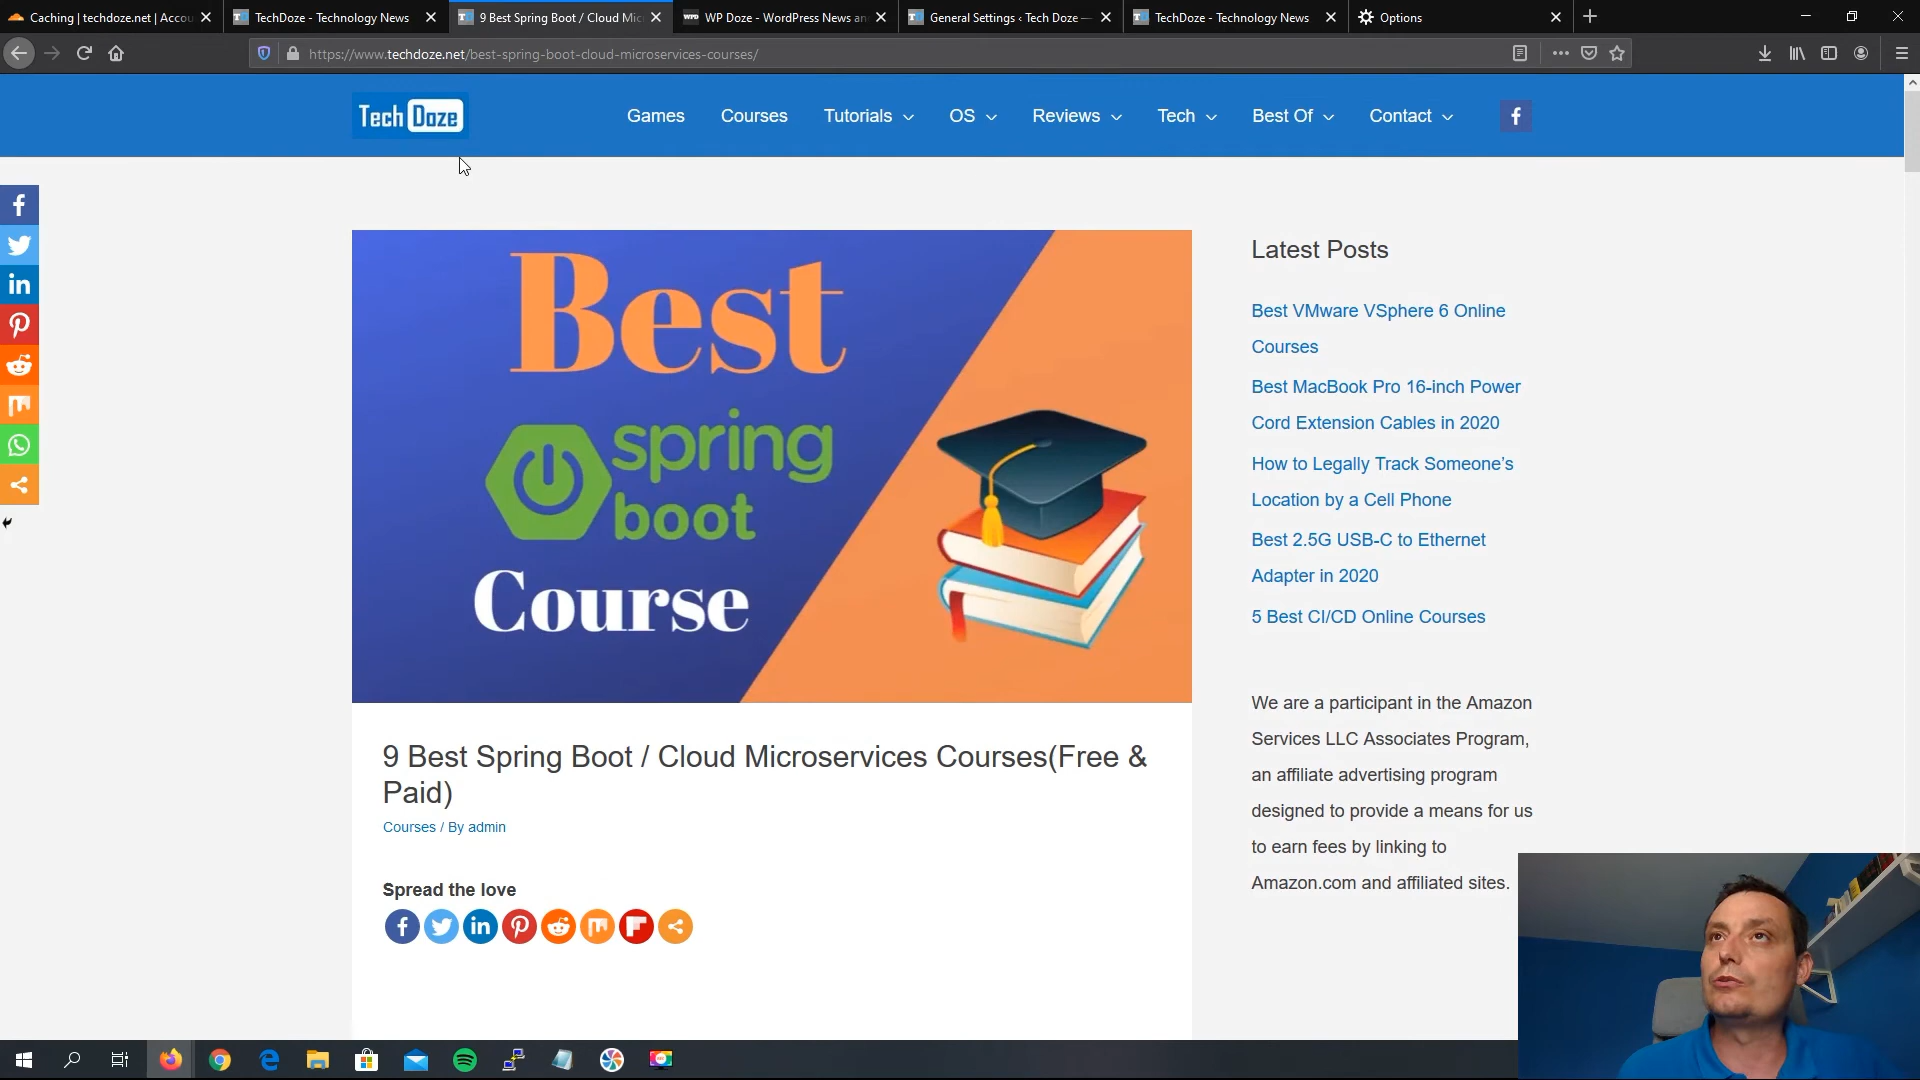 Caching | techdoze.net | Accou
TechDoze - Technology News
9 Best Spring Boot / Cloud Mic
WP Doze - WordPress News an
General Settings ‹ Tech Doze —
TechDoze - Technology News
Options
https://www.techdoze.net/best-spring-boot-cloud-microservices-courses/
Tech Doze
Games
Courses
Tutorials
OS
Reviews
Tech
Best Of
Contact
Best
spring
boot
Course
9 Best Spring Boot / Cloud Microservices Courses(Free &
Paid)
Courses / By admin
Spread the love
Latest Posts
Best VMware VSphere 6 Online
Courses
Best MacBook Pro 16-inch Power
Cord Extension Cables in 2020
How to Legally Track Someone’s
Location by a Cell Phone
Best 2.5G USB-C to Ethernet
Adapter in 2020
5 Best CI/CD Online Courses
We are a participant in the Amazon
Services LLC Associates Program,
an affiliate advertising program
designed to provide a means for us
to earn fees by linking to
Amazon.com and affiliated sites.